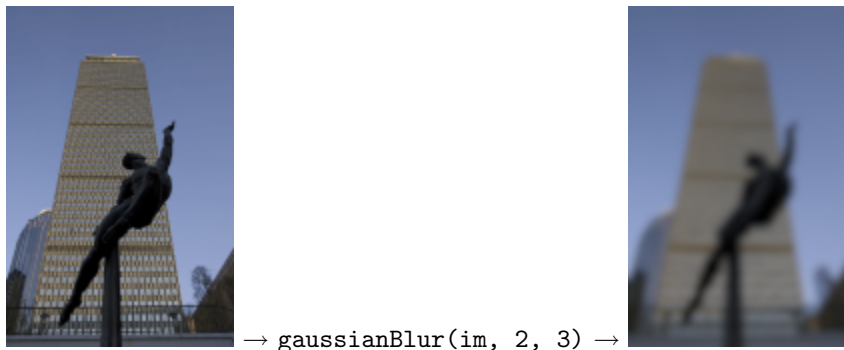 → gaussianBlur(im, 2, 3) →